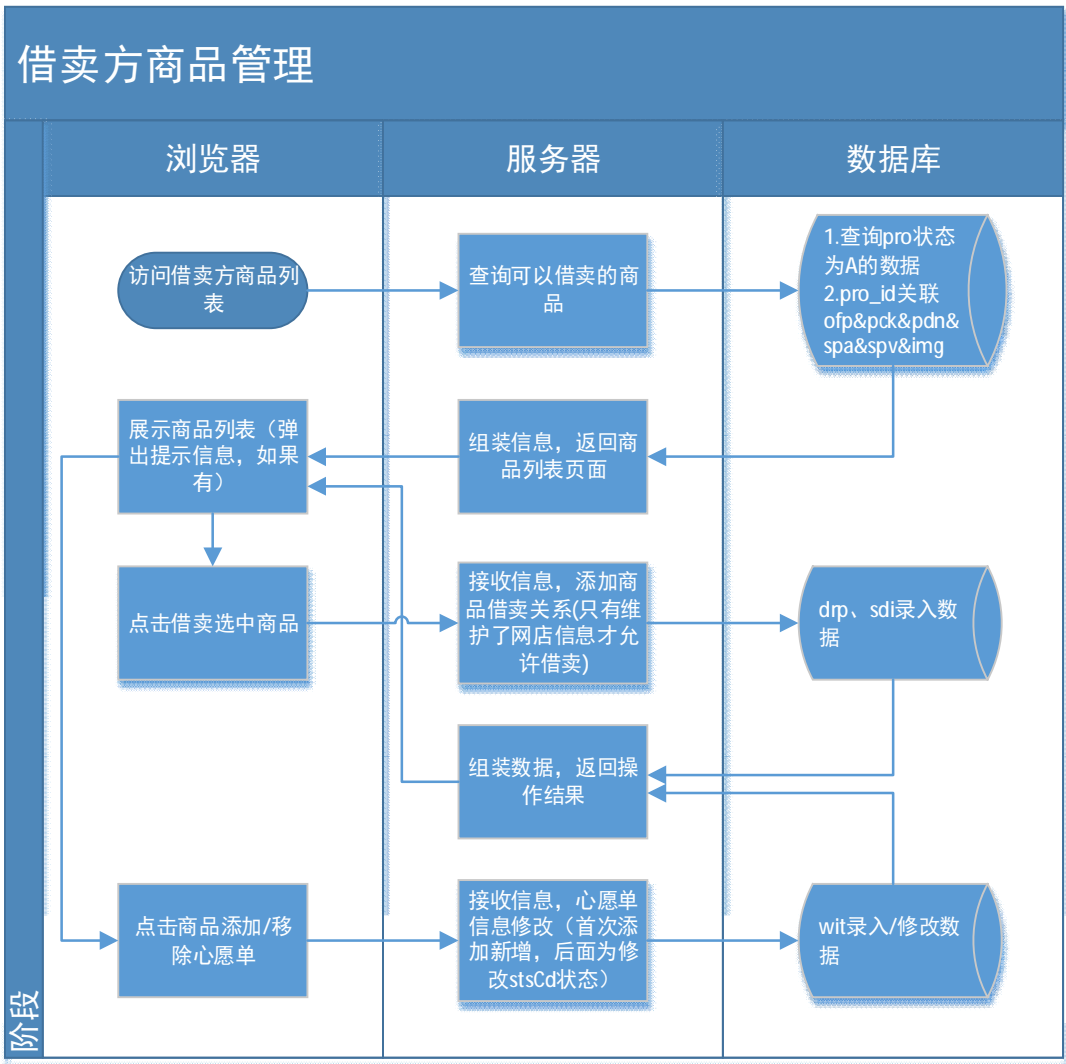 借卖方商品管理
浏览器
服务器
数据库
访问借卖方商品列
表
查询可以借卖的商
品
1.查询pro状态
为A的数据
2.pro_id关联
ofp&pck&pdn&
spa&spv&img
展示商品列表（弹
出提示信息，如果
有）
组装信息，返回商
品列表页面
点击借卖选中商品
接收信息，添加商
品借卖关系(只有维
护了网店信息才允
许借卖)
drp、sdi录入数
据
组装数据，返回操
作结果
点击商品添加/移
除心愿单
接收信息，心愿单
信息修改（首次添
加新增，后面为修
改stsCd状态）
wit录入/修改数
据
阶段